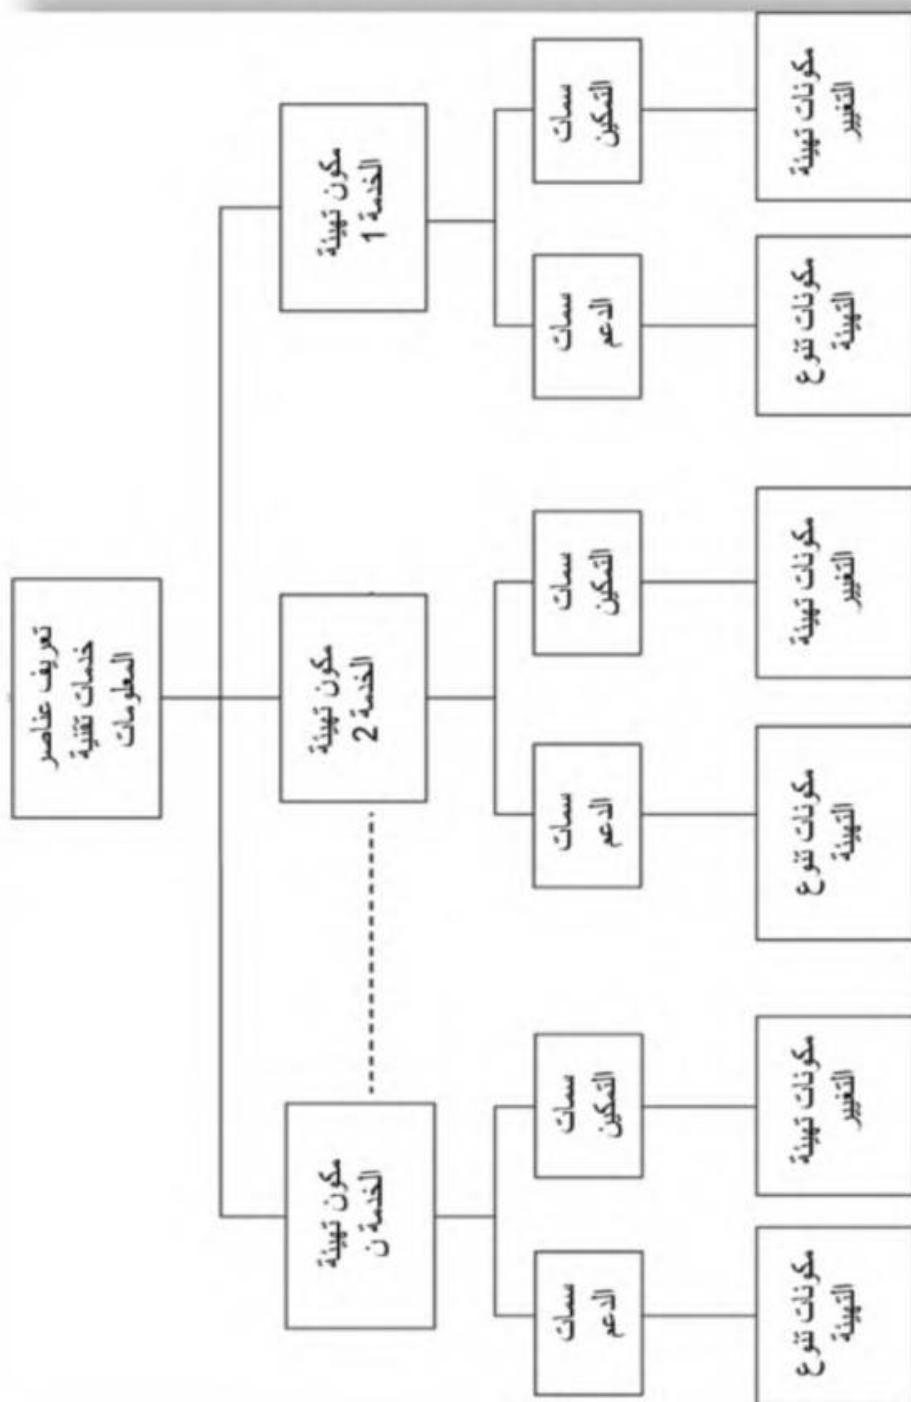 تعريف عناصر
خدمات تقنية
المعلومات
مكون تهيئة
الخدمة 1
مكون تهيئة
الخدمة 2
مكون تهيئة
الخدمة ن
سمات
التمكين
سمات
الدعم
سمات
التمكين
سمات
الدعم
سمات
التمكين
سمات
الدعم
مكونات تهيئة
التغيير
مكونات تنوع
التهيئة
مكونات تهيئة
التغيير
مكونات تنوع
التهيئة
مكونات تهيئة
التغيير
مكونات تنوع
التهيئة